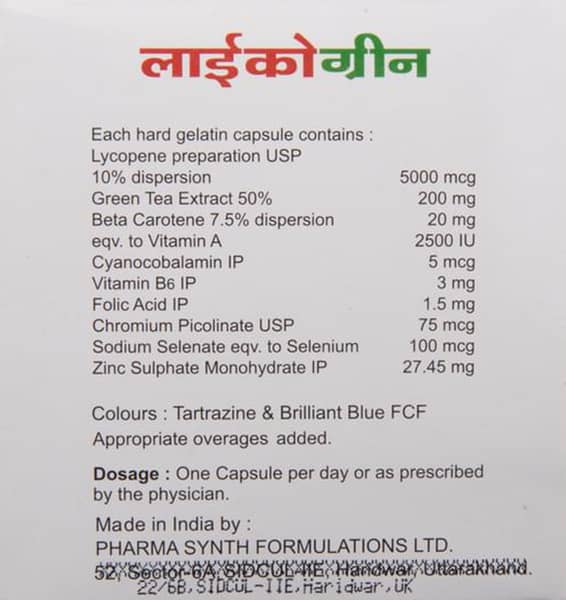 लाईकोग्रीन
Each hard gelatin capsule contains :
Lycopene preparation USP
10% dispersion 5000 mcg
Green Tea Extract 50% 200 mg
Beta Carotene 7.5% dispersion 20 mg
eqv. to Vitamin A 2500 IU
Cyanocobalamin IP 5 mcg
Vitamin B6 IP 3 mg
Folic Acid IP 1.5 mg
Chromium Picolinate USP 75 mcg
Sodium Selenate eqv. to Selenium 100 mcg
Zinc Sulphate Monohydrate IP 27.45 mg
Colours : Tartrazine & Brilliant Blue FCF
Appropriate overages added.
Dosage : One Capsule per day or as prescribed
by the physician.
Made in India by :
PHARMA SYNTH FORMULATIONS LTD.
52, Sector-6A, SIDCUL-IIE, Haridwar, Uttarakhand.
22/6B,SIDCUL-IIE,Haridwar,UK